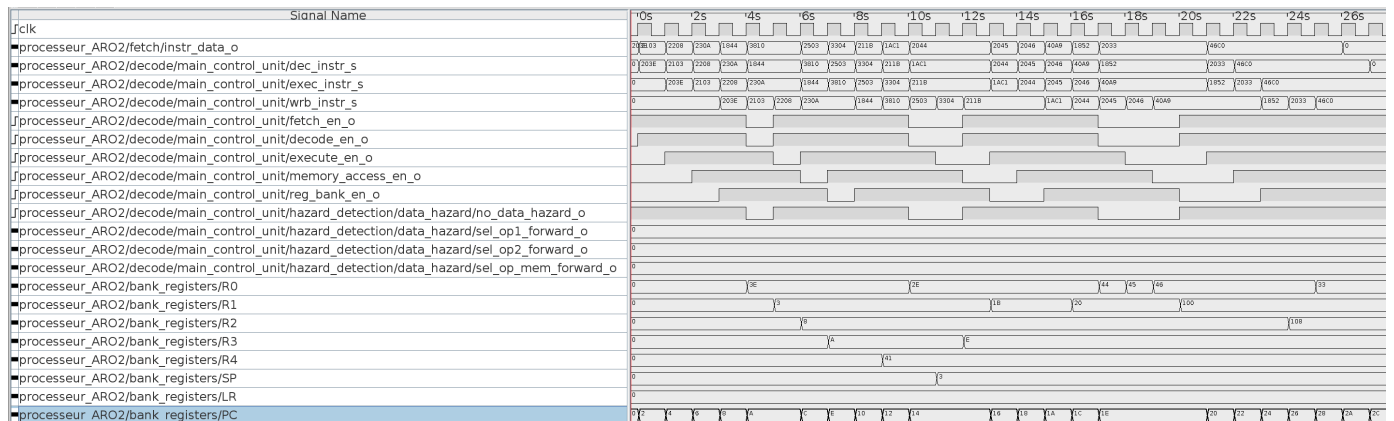 Signal Name 0s 2s 4s 6s 8s 10s 12s 14s 16s 18s 20s 22s 24s 26s
clk
processeur_ARO2/fetch/instr_data_o 2103 2208 230A 1844 3810 2503 3304 211B 1AC1 2044 2045 2046 40A9 1852 2033 46C0 0
processeur_ARO2/decode/main_control_unit/dec_instr_s 0 203E 2103 2208 230A 1844 3810 2503 3304 211B 1AC1 2044 2045 2046 40A9 1852 2033 46C0 0
processeur_ARO2/decode/main_control_unit/exec_instr_s 0 203E 2103 2208 230A 1844 3810 2503 3304 211B 1AC1 2044 2045 2046 40A9 1852 2033 46C0
processeur_ARO2/decode/main_control_unit/wrb_instr_s 0 203E 2103 2208 230A 1844 3810 2503 3304 211B 1AC1 2044 2045 2046 40A9 1852 2033 46C0
processeur_ARO2/decode/main_control_unit/fetch_en_o
processeur_ARO2/decode/main_control_unit/decode_en_o
processeur_ARO2/decode/main_control_unit/execute_en_o
processeur_ARO2/decode/main_control_unit/memory_access_en_o
processeur_ARO2/decode/main_control_unit/reg_bank_en_o
processeur_ARO2/decode/main_control_unit/hazard_detection/data_hazard/no_data_hazard_o
processeur_ARO2/decode/main_control_unit/hazard_detection/data_hazard/sel_op1_forward_o 0
processeur_ARO2/decode/main_control_unit/hazard_detection/data_hazard/sel_op2_forward_o 0
processeur_ARO2/decode/main_control_unit/hazard_detection/data_hazard/sel_op_mem_forward_o 0
processeur_ARO2/bank_registers/R0 0 3E 2E 44 45 46 33
processeur_ARO2/bank_registers/R1 0 3 1B 20 100
processeur_ARO2/bank_registers/R2 0 8 108
processeur_ARO2/bank_registers/R3 0 A E
processeur_ARO2/bank_registers/R4 0 41
processeur_ARO2/bank_registers/SP 0 3
processeur_ARO2/bank_registers/LR 0
processeur_ARO2/bank_registers/PC 0 2 4 6 8 A C E 10 12 14 16 18 1A 1C 1E 20 22 24 26 28 2A 2C